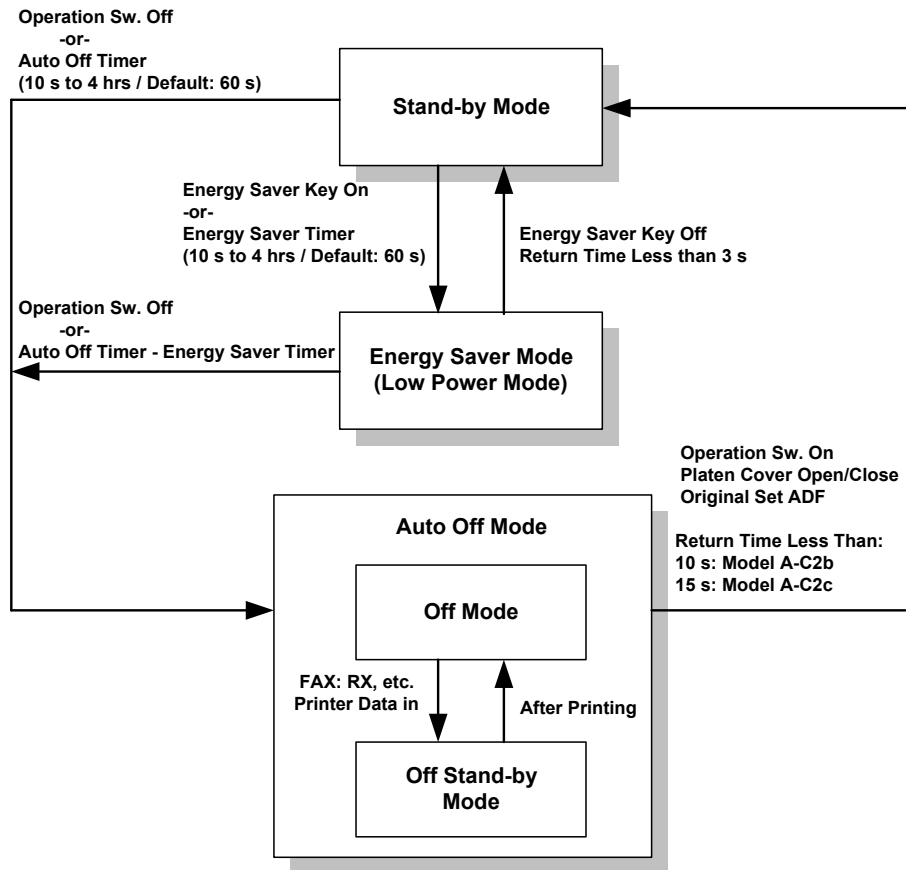 Operation Sw. Off
-or-
Auto Off Timer
(10 s to 4 hrs / Default: 60 s)
Stand-by Mode
Energy Saver Key On
-or-
Energy Saver Timer
(10 s to 4 hrs / Default: 60 s)
Energy Saver Key Off
Return Time Less than 3 s
Operation Sw. Off
-or-
Auto Off Timer - Energy Saver Timer
Energy Saver Mode
(Low Power Mode)
Operation Sw. On
Platen Cover Open/Close
Original Set ADF
Return Time Less Than:
10 s: Model A-C2b
15 s: Model A-C2c
Auto Off Mode
Off Mode
FAX: RX, etc.
Printer Data in
After Printing
Off Stand-by
Mode